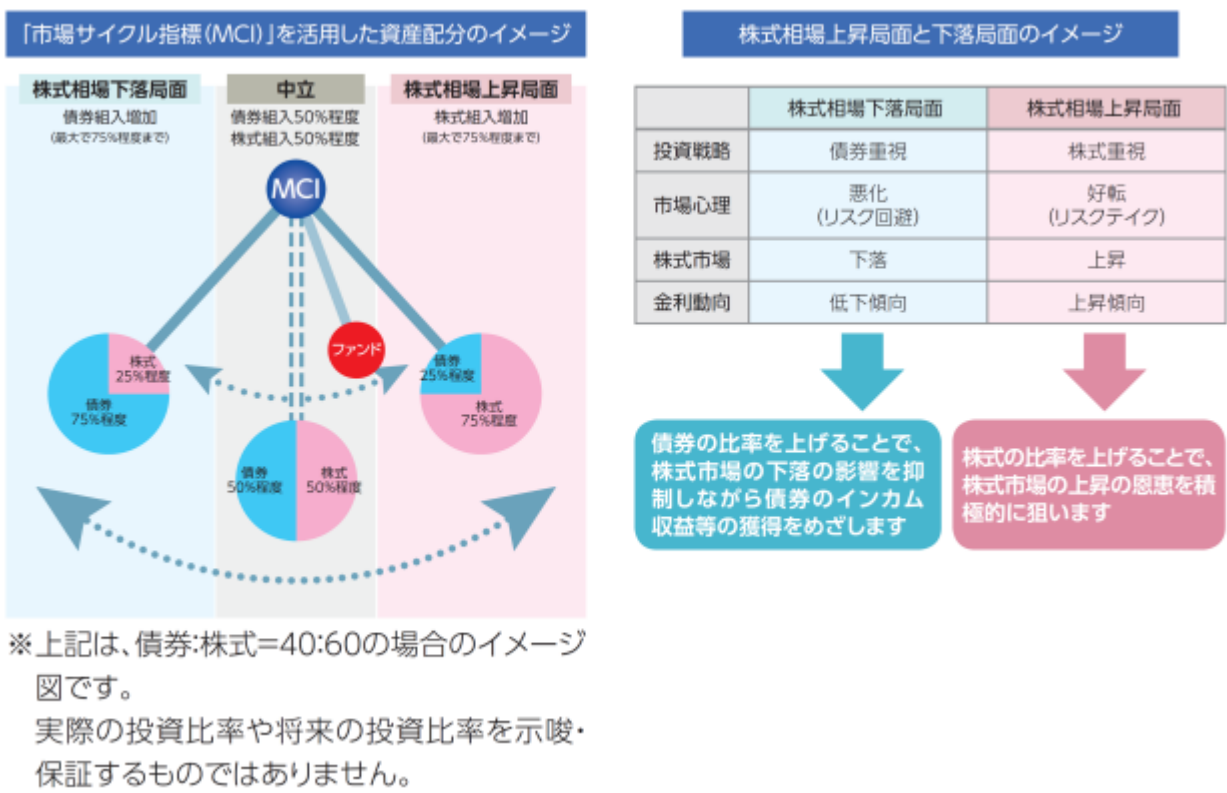 「市場サイクル指標(MCI)」を活用した資産配分のイメージ
株式相場下落局面
債券組入増加
(最大で75%程度まで)
中立
債券組入50%程度
株式組入50%程度
株式相場上昇局面
株式組入増加
(最大で75%程度まで)
MCI
ファンド
株式
25%程度
債券
75%程度
債券
25%程度
株式
75%程度
債券
50%程度
株式
50%程度
※上記は、債券:株式=40:60の場合のイメージ
図です。
実際の投資比率や将来の投資比率を示唆・
保証するものではありません。
株式相場上昇局面と下落局面のイメージ
株式相場下落局面 株式相場上昇局面
投資戦略 債券重視 株式重視
市場心理 悪化 好転
(リスク回避) (リスクテイク)
株式市場 下落 上昇
金利動向 低下傾向 上昇傾向
債券の比率を上げることで、
株式市場の下落の影響を抑
制しながら債券のインカム
収益等の獲得をめざします
株式の比率を上げることで、
株式市場の上昇の恩恵を積
極的に狙います